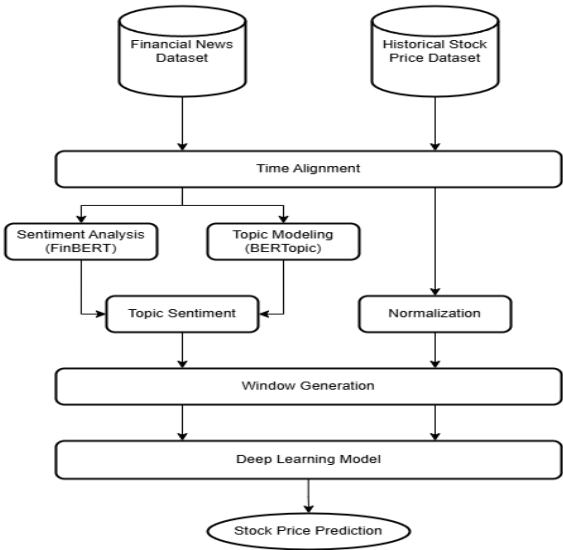 Financial News
Dataset
Historical Stock
Price Dataset
Time Alignment
Sentiment Analysis
(FinBERT)
Topic Modeling
(BERTopic)
Topic Sentiment
Normalization
Window Generation
Deep Learning Model
Stock Price Prediction